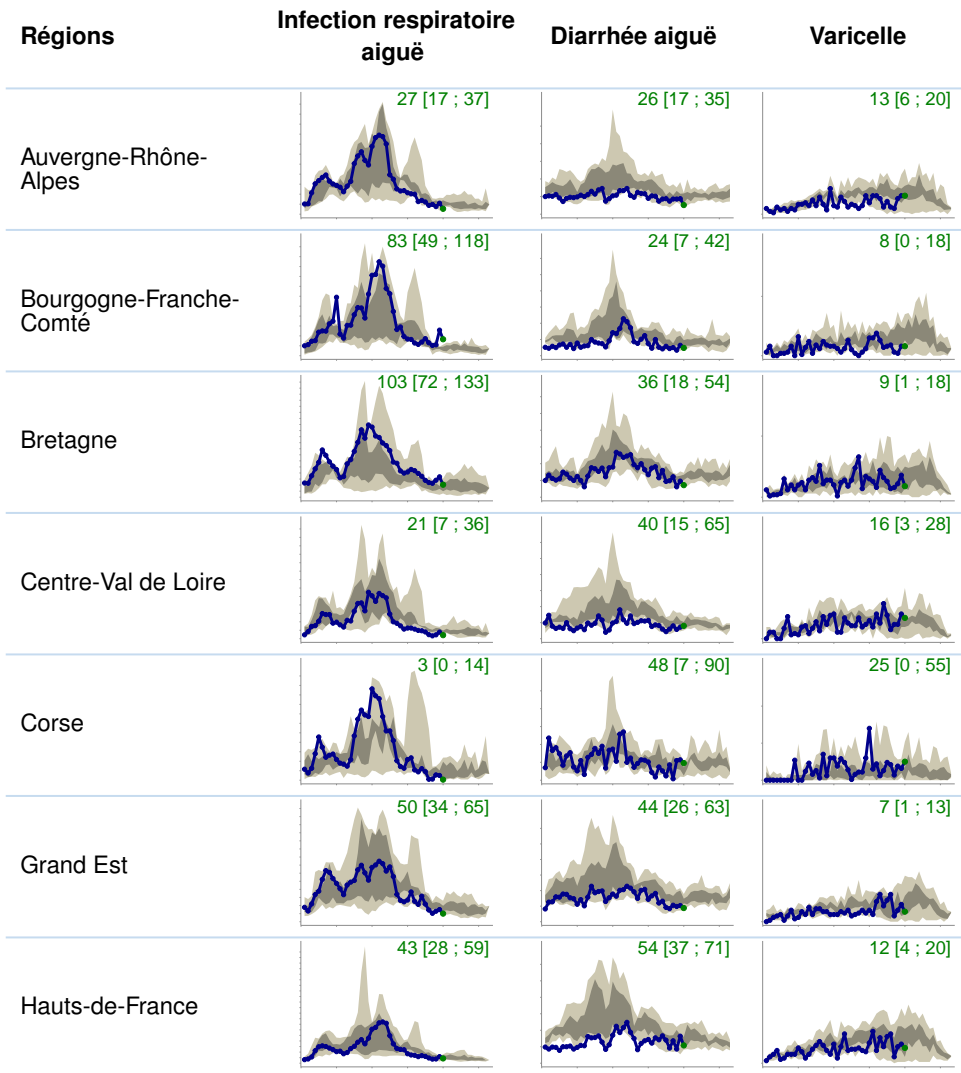 Régions
Infection respiratoire
aiguë
Diarrhée aiguë
Varicelle
Auvergne-Rhône-
Alpes
27 [17 ; 37]
26 [17 ; 35]
13 [6 ; 20]
Bourgogne-Franche-
Comté
83 [49 ; 118]
24 [7 ; 42]
8 [0 ; 18]
Bretagne
103 [72 ; 133]
36 [18 ; 54]
9 [1 ; 18]
Centre-Val de Loire
21 [7 ; 36]
40 [15 ; 65]
16 [3 ; 28]
Corse
3 [0 ; 14]
48 [7 ; 90]
25 [0 ; 55]
Grand Est
50 [34 ; 65]
44 [26 ; 63]
7 [1 ; 13]
Hauts-de-France
43 [28 ; 59]
54 [37 ; 71]
12 [4 ; 20]